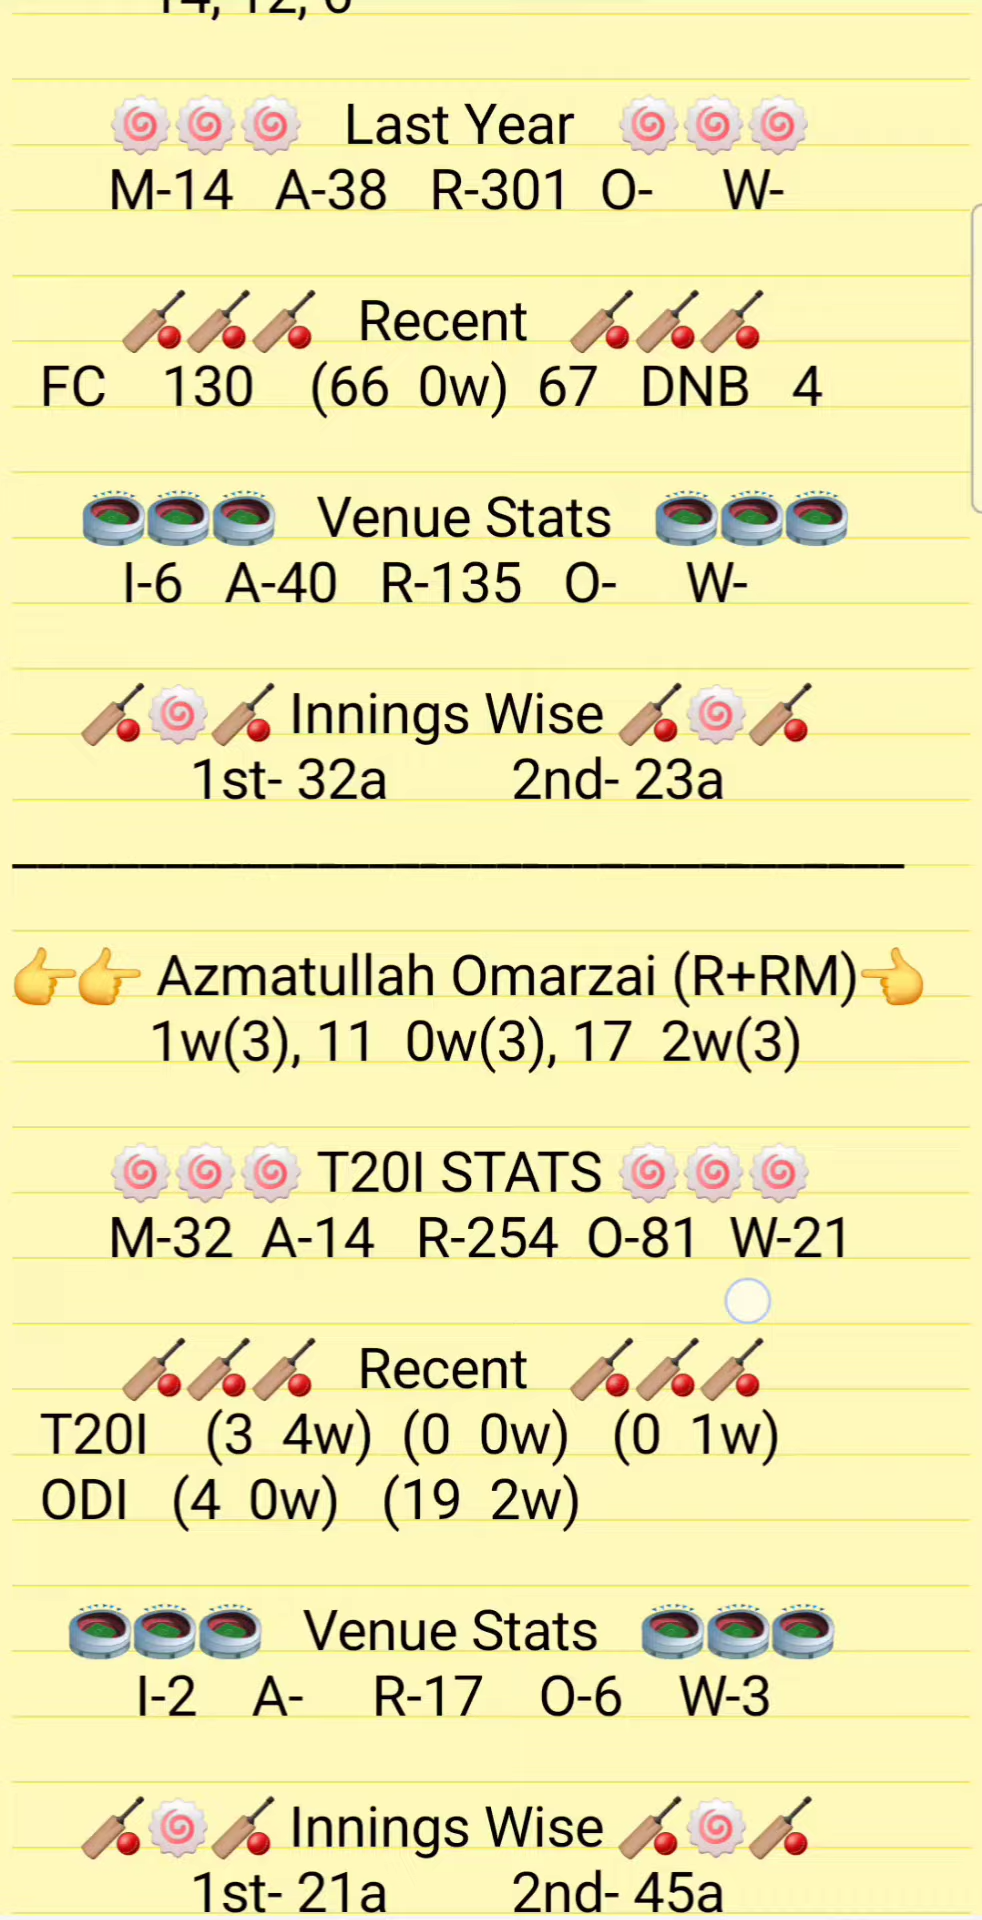 14, 12, 6
Last Year
M-14 A-38 R-301 O- W-
Recent
FC 130 (66 0w) 67 DNB 4
Venue Stats
I-6 A-40 R-135 O- W-
Innings Wise
1st- 32a 2nd- 23a
Azmatullah Omarzai (R+RM)
1w(3), 11 0w(3), 17 2w(3)
T20I STATS
M-32 A-14 R-254 O-81 W-21
Recent
T20I (3 4w) (0 0w) (0 1w)
ODI (4 0w) (19 2w)
Venue Stats
I-2 A- R-17 O-6 W-3
Innings Wise
1st- 21a 2nd- 45a